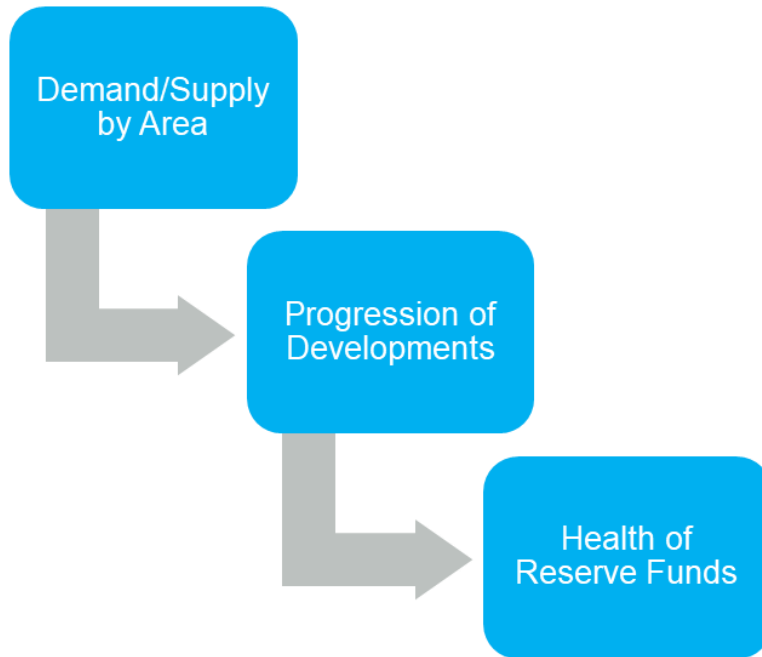 Demand/Supply
by Area
Progression of
Developments
Health of
Reserve Funds